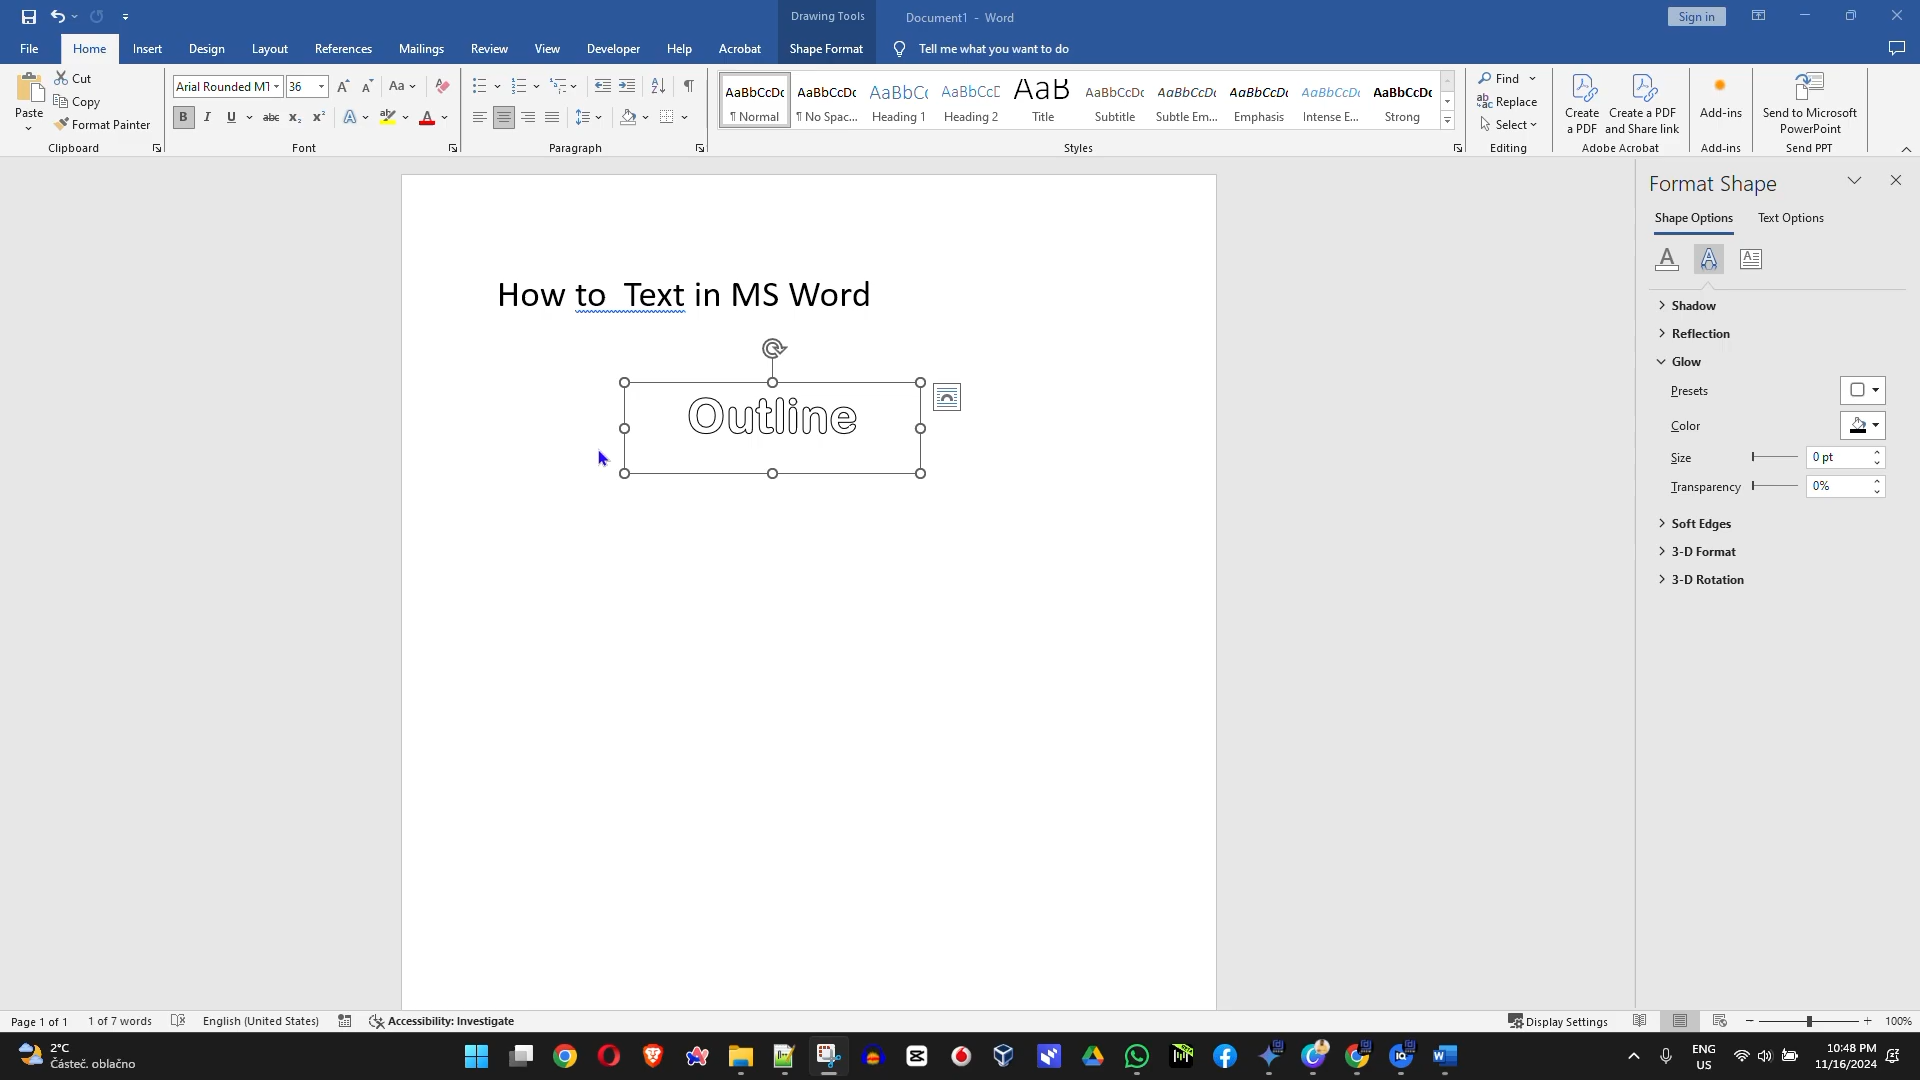 Drawing Tools
Document1 - Word
Sign in
File Home Insert Design Layout References Mailings Review View Developer Help Acrobat Shape Format Tell me what you want to do
Paste
Cut
Copy
Format Painter
Clipboard
Arial Rounded MT 36
Aa
B I U abc x₂ x²
Font
Paragraph
AaBbCcDc AaBbCcDc AaBbCc AaBbCcE AaB AaBbCcDc AaBbCcDc AaBbCcDc AaBbCcDc AaBbCcDc
¶ Normal ¶ No Spac... Heading 1 Heading 2 Title Subtitle Subtle Em... Emphasis Intense E... Strong
Styles
Find
Replace
Select
Editing
Create a PDF
Create a PDF and Share link
Adobe Acrobat
Add-ins
Add-ins
Send to Microsoft PowerPoint
Send PPT
How to  Text in MS Word
Outline
Format Shape
Shape Options Text Options
Shadow
Reflection
Glow
Presets
Color
Size 0 pt
Transparency 0%
Soft Edges
3-D Format
3-D Rotation
Page 1 of 1 1 of 7 words English (United States) Accessibility: Investigate
Display Settings 100%
2°C
Částeč. oblačno
ENG
US
10:48 PM
11/16/2024